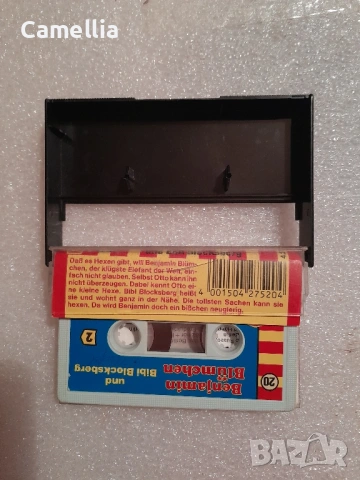 Camellia
Daß es Hexen gibt, will Benjamin Blüm-
chen, der klügste Elefant der Welt, ein-
fach nicht glauben. Selbst Otto kann ihn
nicht überzeugen. Dabei kennt Otto ei-
ne kleine Hexe. Bibi Blocksberg heißt
sie und wohnt ganz in der Nähe. Die tollsten Sachen kann sie
hexen. Da wird Benjamin doch ein bißchen neugierig.
4 001504 275204
20
Benjamin
Blümchen
und
Bibi Blocksberg
2
BAZAR